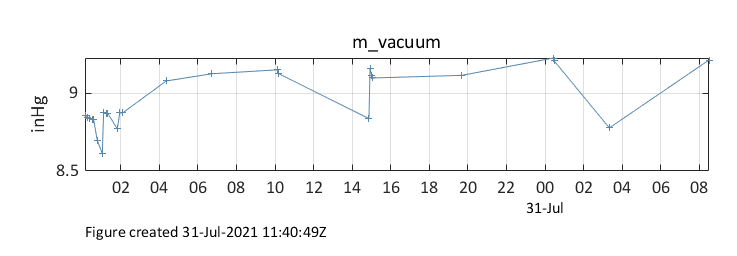 m_vacuum
inHg
9
8.5
02 04 06 08 10 12 14 16 18 20 22 00 02 04 06 08
31-Jul
Figure created 31-Jul-2021 11:40:49Z